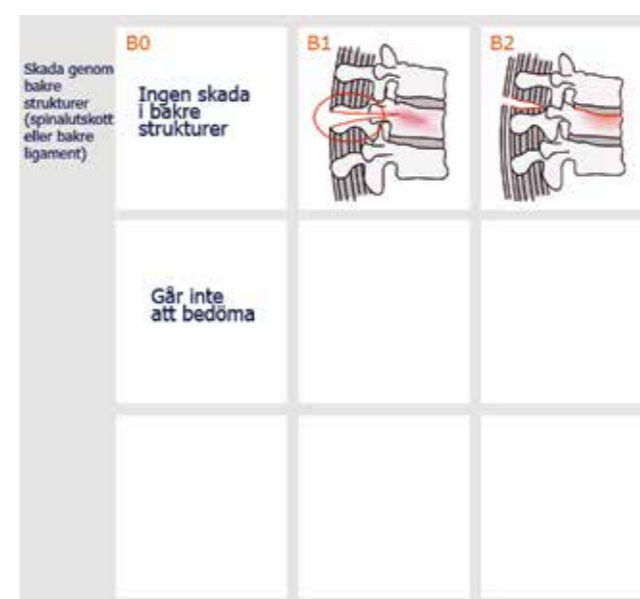 Skada genom
bakre
strukturer
(spinalutskott
eller bakre
ligament)
B0
Ingen skada
i bakre
strukturer
B1
B2
Går inte
att bedöma